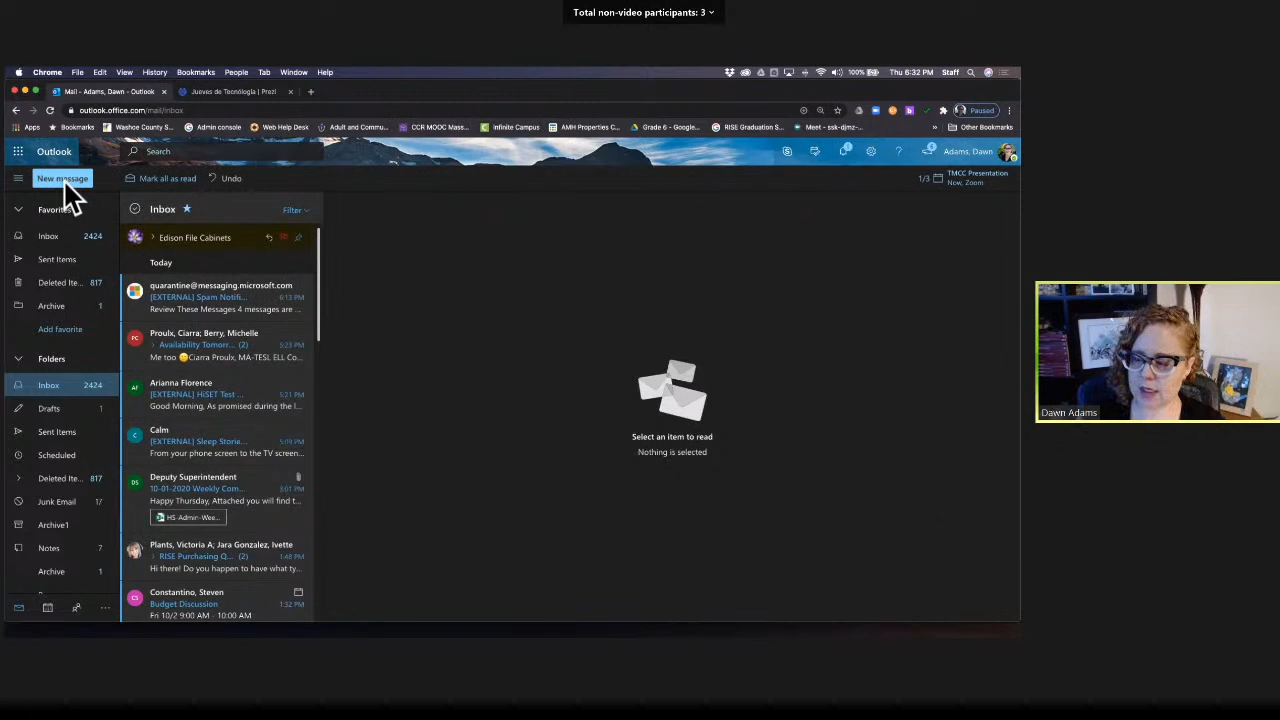 Total non-video participants: 3
Chrome File Edit View History Bookmarks People Tab Window Help
100% Thu 6:32 PM Staff
Mail - Adams, Dawn - Outlook
Jueves de Tecnólogia | Prezi
outlook.office.com/mail/inbox
Paused
Apps Bookmarks Washoe County S... Admin console Web Help Desk Adult and Commu... CCR MOOC Mass... Infinite Campus AMH Properties C... Grade 6 - Google... RISE Graduation S... Meet - ssk-djmz-... » Other Bookmarks
Outlook
Search
Adams, Dawn
New message
Mark all as read
Undo
1/3
TMCC Presentation
Now, Zoom
Favorites
Inbox 2424
Sent Items
Deleted Ite... 817
Archive 1
Add favorite
Folders
Inbox 2424
Drafts 1
Sent Items
Scheduled
Deleted Ite... 817
Junk Email
Archive1
Notes 7
Archive 1
Inbox
Filter
Edison File Cabinets
Today
quarantine@messaging.microsoft.com
[EXTERNAL] Spam Notifi... 6:13 PM
Review These Messages 4 messages are ...
PC
Proulx, Ciarra; Berry, Michelle
Availability Tomorr... (2) 5:23 PM
Me too 😊Ciarra Proulx, MA-TESL ELL Co...
AF
Arianna Florence
[EXTERNAL] HiSET Test ... 5:21 PM
Good Morning, As promised during the l...
C
Calm
[EXTERNAL] Sleep Storie... 5:09 PM
From your phone screen to the TV screen...
DS
Deputy Superintendent
10-01-2020 Weekly Com... 3:01 PM
Happy Thursday, Attached you will find t...
HS-Admin-Wee...
Plants, Victoria A; Jara Gonzalez, Ivette
RISE Purchasing Q... (2) 1:48 PM
Hi there! Do you happen to have what ty...
CS
Constantino, Steven
Budget Discussion 1:32 PM
Fri 10/2 9:00 AM - 10:00 AM
Select an item to read
Nothing is selected
Dawn Adams